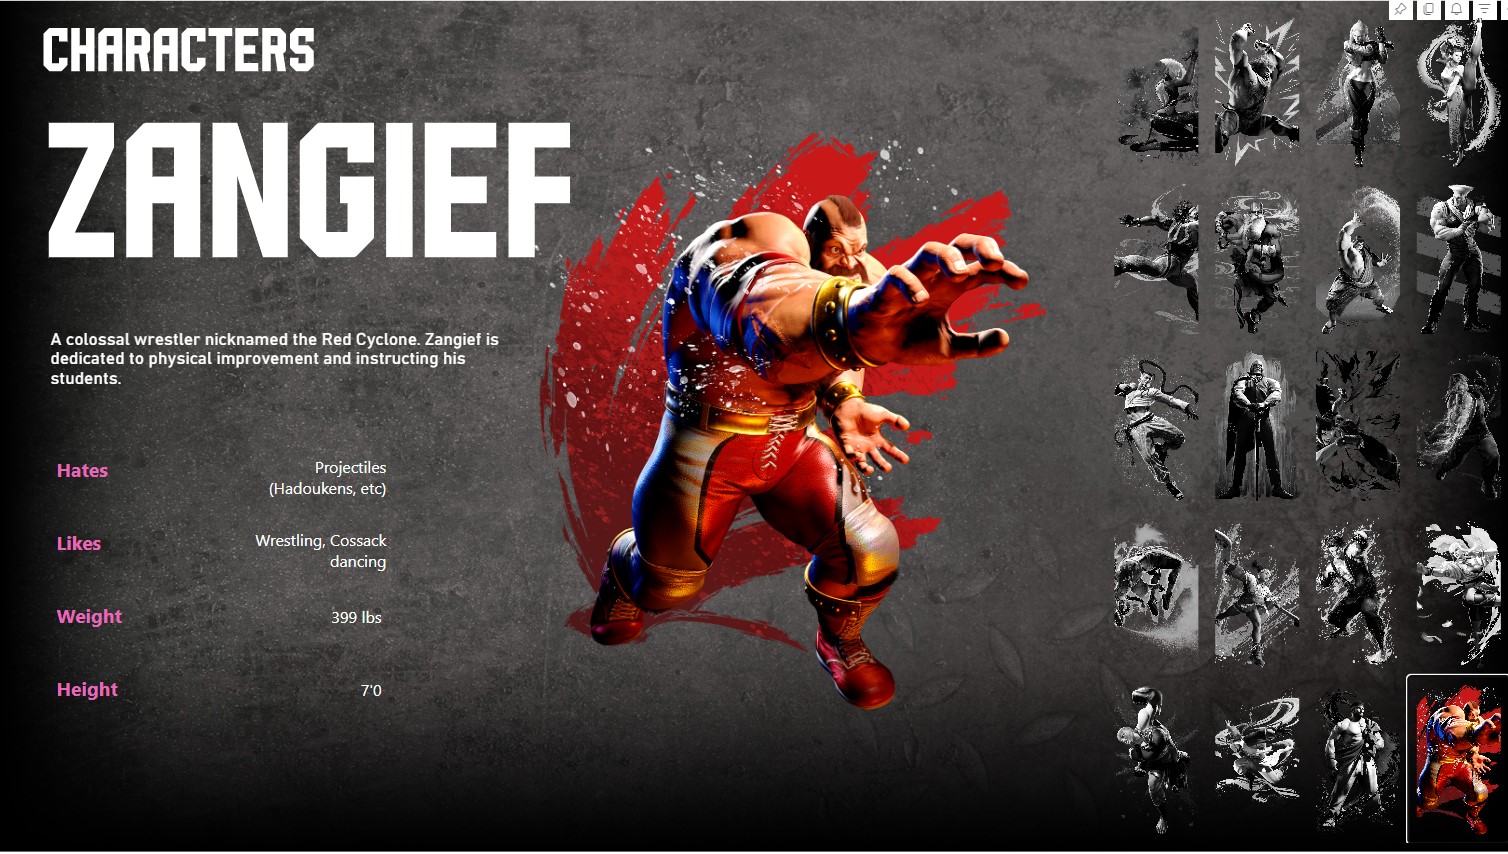 CHARACTERS
ZANGIEF
A colossal wrestler nicknamed the Red Cyclone. Zangief is
dedicated to physical improvement and instructing his
students.
Hates
Projectiles
(Hadoukens, etc)
Likes
Wrestling, Cossack
dancing
Weight
399 lbs
Height
7'0